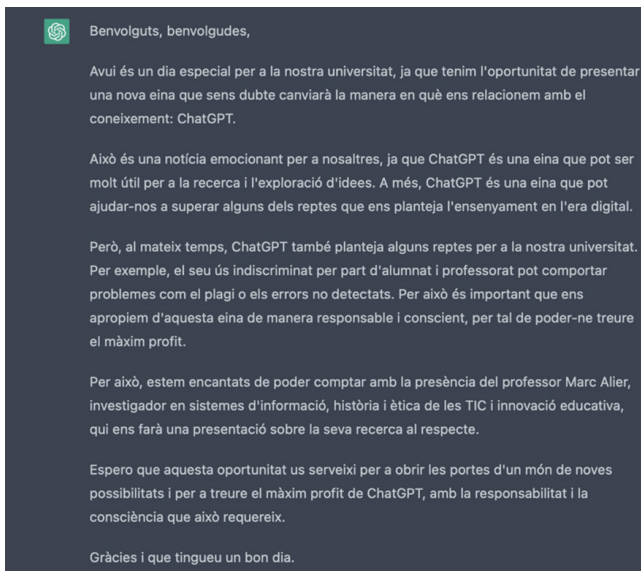 Benvolguts, benvolgudes,
Avui és un dia especial per a la nostra universitat, ja que tenim l'oportunitat de presentar
una nova eina que sens dubte canviarà la manera en què ens relacionem amb el
coneixement: ChatGPT.
Això és una notícia emocionant per a nosaltres, ja que ChatGPT és una eina que pot ser
molt útil per a la recerca i l'exploració d'idees. A més, ChatGPT és una eina que pot
ajudar-nos a superar alguns dels reptes que ens planteja l'ensenyament en l'era digital.
Però, al mateix temps, ChatGPT també planteja alguns reptes per a la nostra universitat.
Per exemple, el seu ús indiscriminat per part d'alumnat i professorat pot comportar
problemes com el plagi o els errors no detectats. Per això és important que ens
apropiem d'aquesta eina de manera responsable i conscient, per tal de poder-ne treure
el màxim profit.
Per això, estem encantats de poder comptar amb la presència del professor Marc Alier,
investigador en sistemes d'informació, història i ètica de les TIC i innovació educativa,
qui ens farà una presentació sobre la seva recerca al respecte.
Espero que aquesta oportunitat us serveixi per a obrir les portes d'un món de noves
possibilitats i per a treure el màxim profit de ChatGPT, amb la responsabilitat i la
consciència que això requereix.
Gràcies i que tingueu un bon dia.